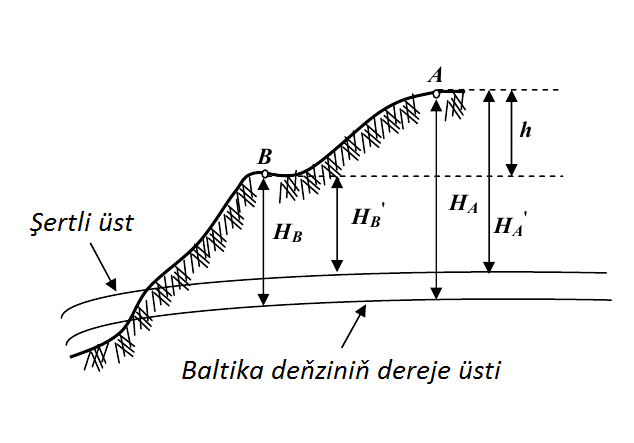 A
h
B
H_A
H_B'
H_A'
H_B
Şertli üst
Baltika deňziniň dereje üsti